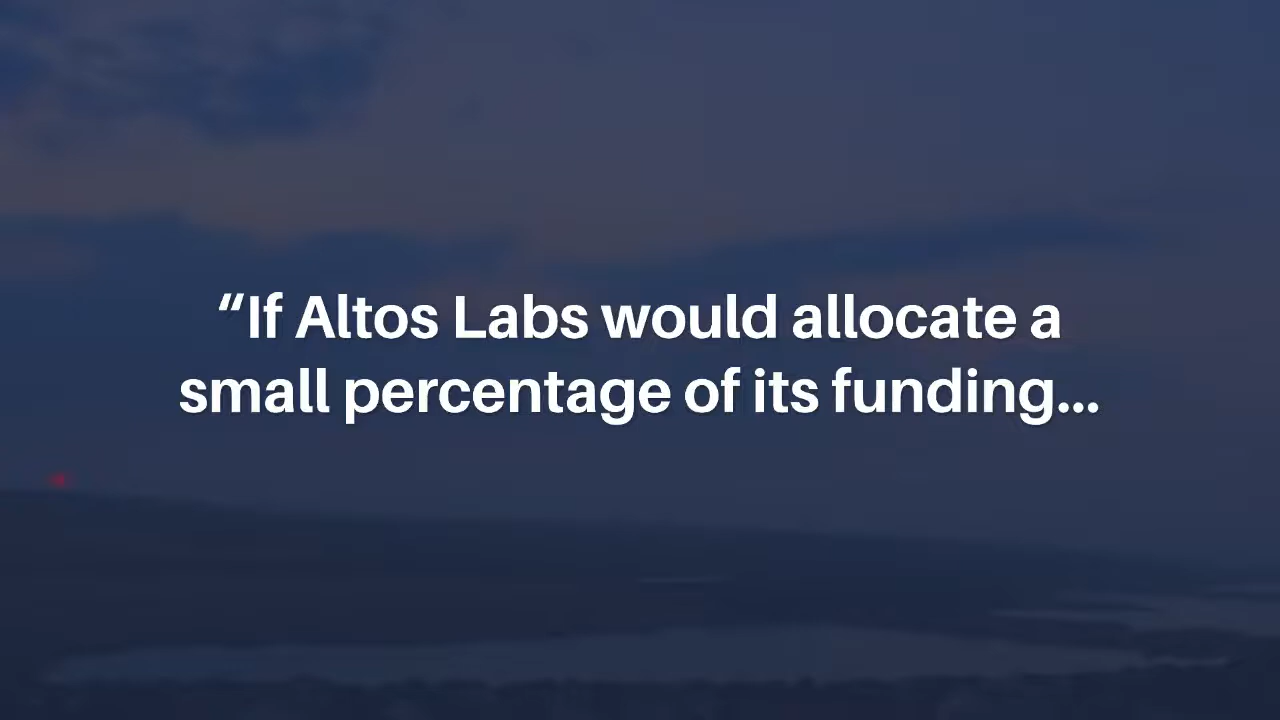 “If Altos Labs would allocate a
small percentage of its funding...